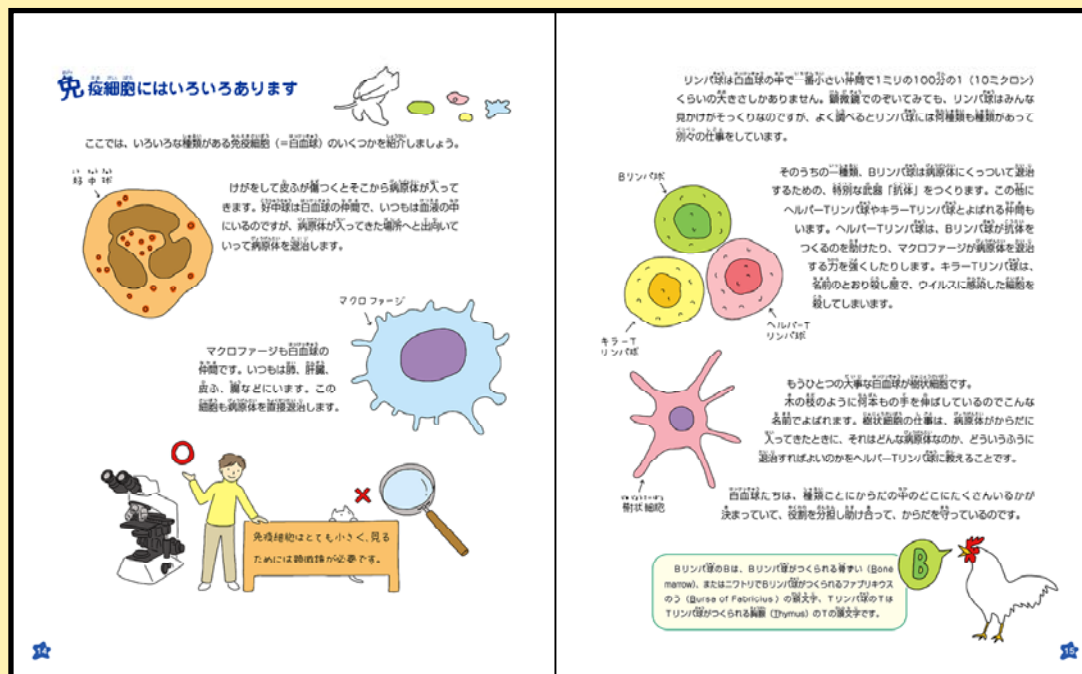 免疫細胞にはいろいろあります
ここでは、いろいろな種類がある免疫細胞（＝白血球）のいくつかを紹介しましょう。
好中球
けがをして皮ふが傷つくとそこから病原体が入って
きます。好中球は白血球の仲間で、いつもは血液の中
にいるのですが、病原体が入ってきた場所へと出向いて
いって病原体を退治します。
マクロファージ
マクロファージも白血球の
仲間です。いつもは肺、肝臓、
皮ふ、腸などにいます。この
細胞も病原体を直接退治します。
免疫細胞はとても小さく、見る
ためには顕微鏡が必要です。
14
リンパ球は白血球の中で一番小さい仲間で1ミリの100分の1（10ミクロン）
くらいの大きさしかありません。顕微鏡でのぞいてみても、リンパ球はみんな
見かけがそっくりなのですが、よく調べるとリンパ球には何種類も種類があって
別々の仕事をしています。
Bリンパ球
そのうちの一種類、Bリンパ球は病原体にくっついて退治
するための、特別な武器「抗体」をつくります。この他に
ヘルパーTリンパ球やキラーTリンパ球とよばれる仲間も
います。ヘルパーTリンパ球は、Bリンパ球が抗体を
つくるのを助けたり、マクロファージが病原体を退治
する力を強くしたりします。キラーTリンパ球は、
名前のとおり殺し屋で、ウイルスに感染した細胞を
殺してしまいます。
ヘルパーT
リンパ球
キラーT
リンパ球
もうひとつの大事な白血球が樹状細胞です。
木の枝のように何本もの手を伸ばしているのでこんな
名前でよばれます。樹状細胞の仕事は、病原体がからだに
入ってきたときに、それはどんな病原体なのか、どういうふうに
退治すればよいのかをヘルパーTリンパ球に教えることです。
樹状細胞
白血球たちは、種類ごとにからだの中のどこにたくさんいるかが
決まっていて、役割を分担し助け合って、からだを守っているのです。
Bリンパ球のBは、Bリンパ球がつくられる骨ずい（Bone
marrow）、またはニワトリでBリンパ球がつくられるファブリキウス
のう（Bursa of Fabricius）の頭文字、Tリンパ球のTは
Tリンパ球がつくられる胸腺（Thymus）のTの頭文字です。
B
15